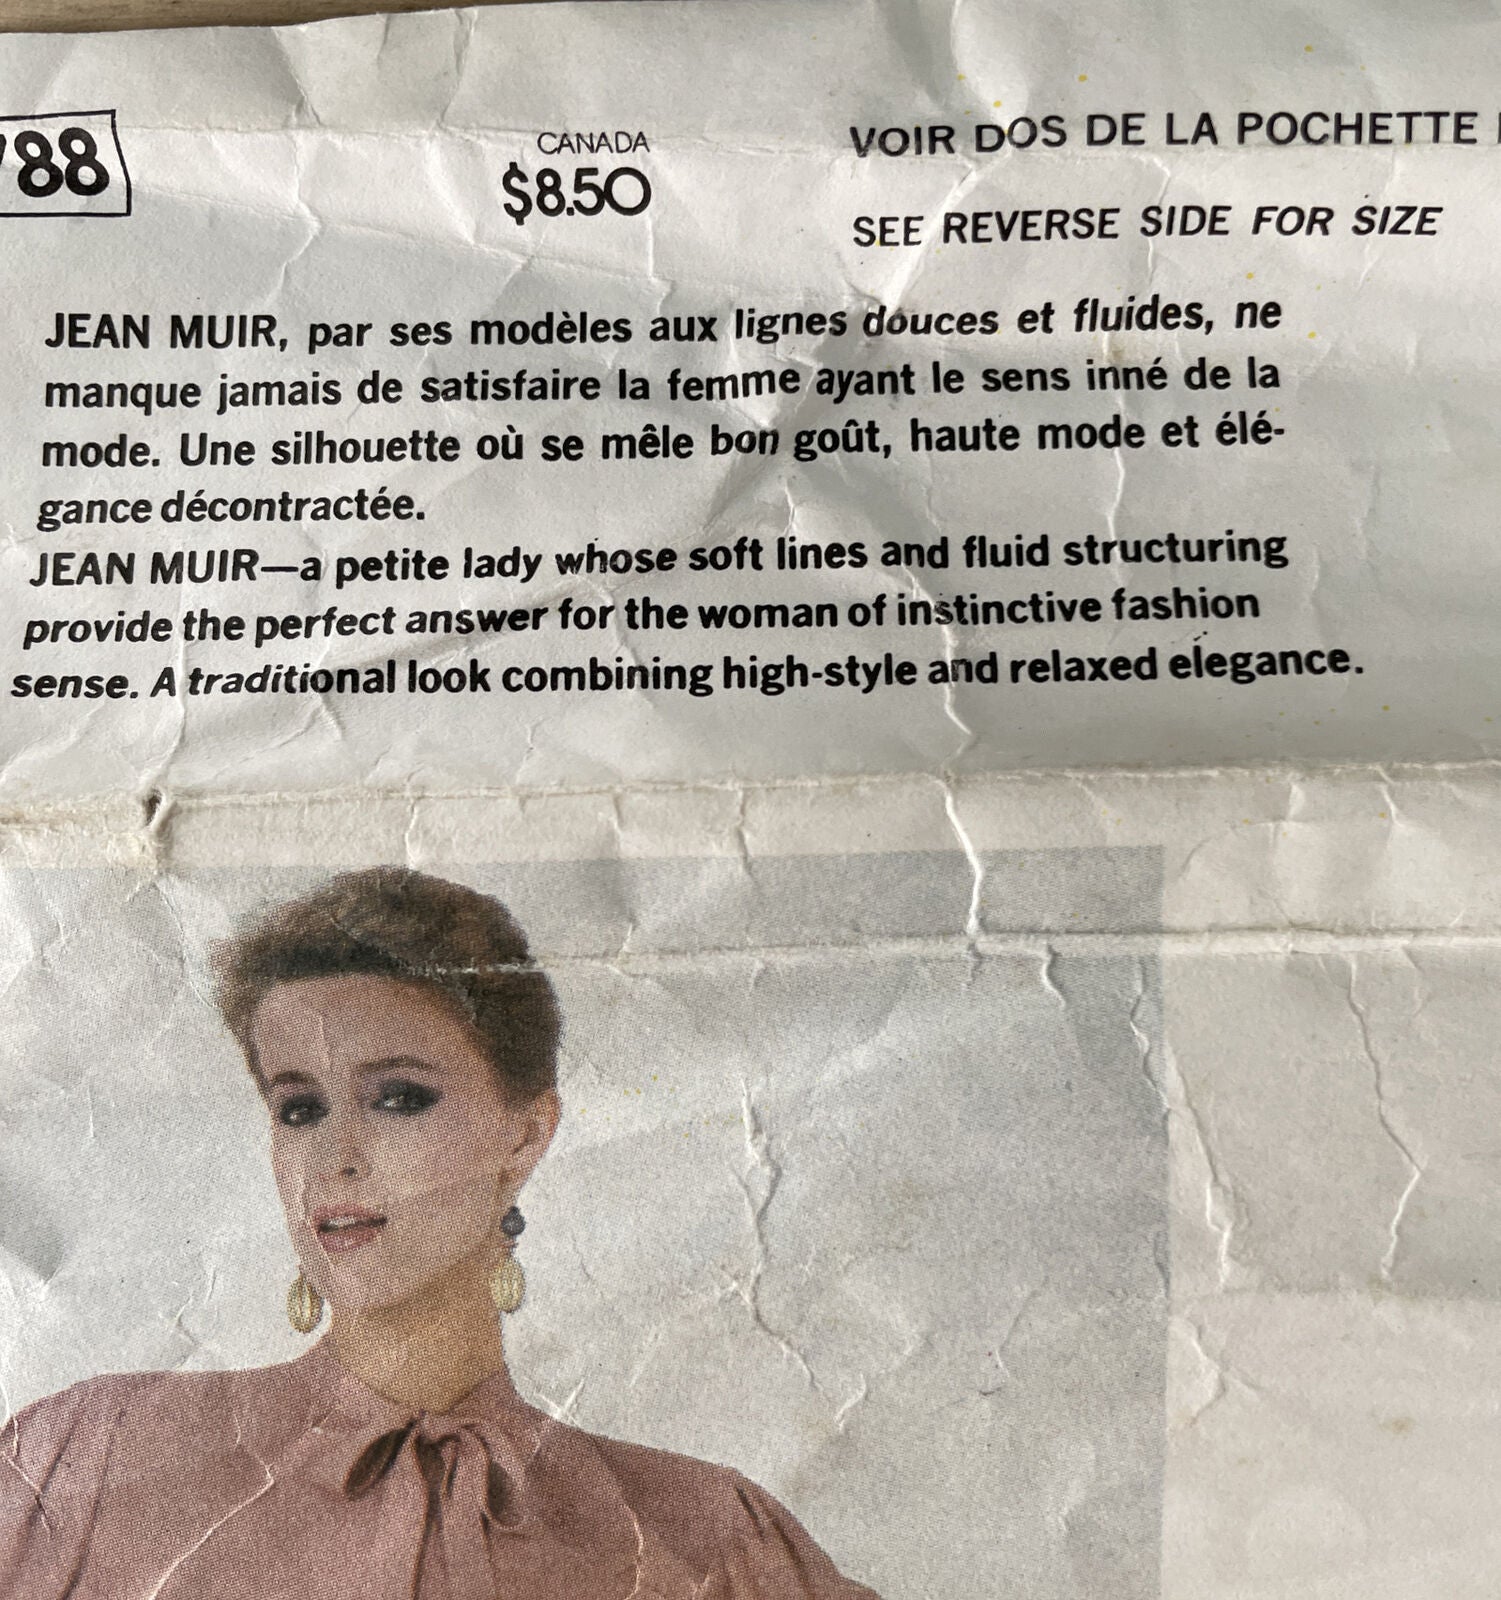 '88
CANADA
$8.50
VOIR DOS DE LA POCHETTE
SEE REVERSE SIDE FOR SIZE
JEAN MUIR, par ses modèles aux lignes douces et fluides, ne
manque jamais de satisfaire la femme ayant le sens inné de la
mode. Une silhouette où se mêle bon goût, haute mode et élé-
gance décontractée.
JEAN MUIR—a petite lady whose soft lines and fluid structuring
provide the perfect answer for the woman of instinctive fashion
sense. A traditional look combining high-style and relaxed elegance.